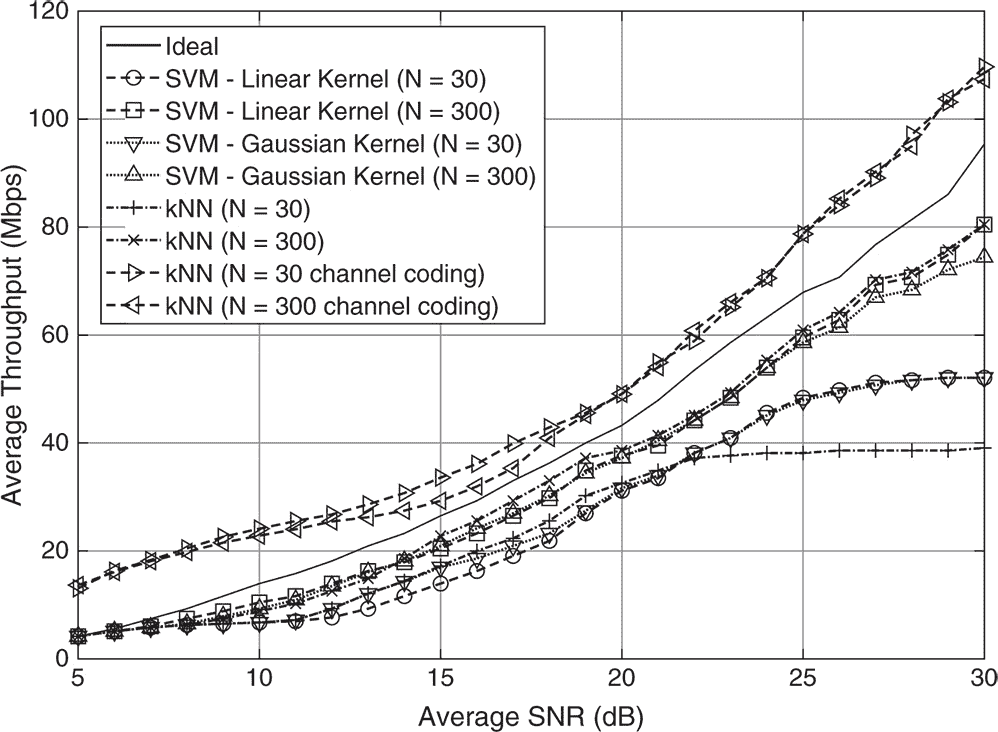 120
100
80
60
40
20
0
Average Throughput (Mbps)
Ideal
SVM - Linear Kernel (N = 30)
SVM - Linear Kernel (N = 300)
SVM - Gaussian Kernel (N = 30)
SVM - Gaussian Kernel (N = 300)
kNN (N = 30)
kNN (N = 300)
kNN (N = 30 channel coding)
kNN (N = 300 channel coding)
5 10 15 20 25 30
Average SNR (dB)